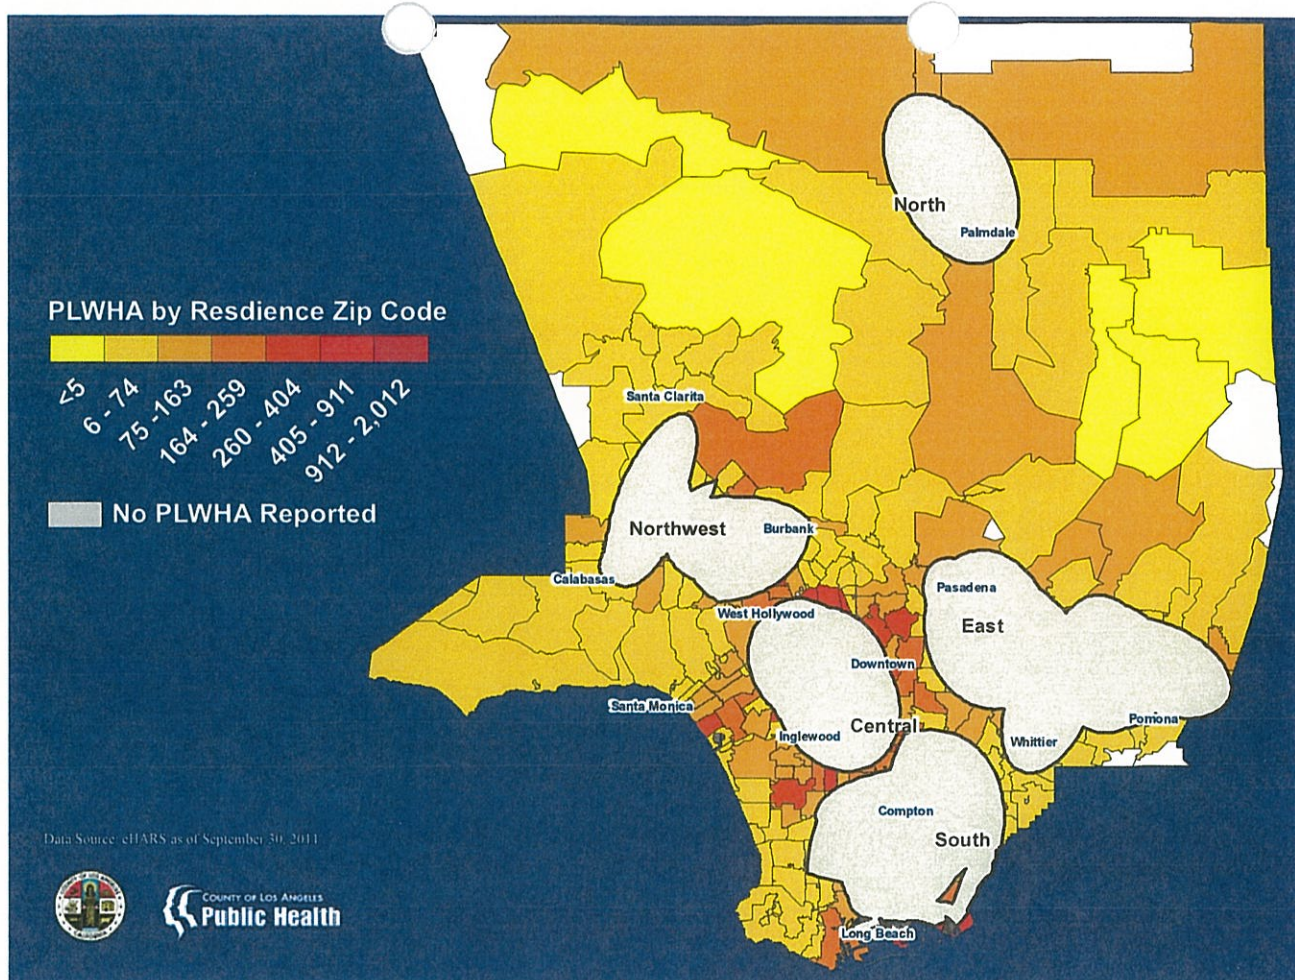 PLWHA by Resdience Zip Code
<5
6 - 74
75 -163
164 - 259
260 - 404
405 - 911
912 - 2,012
No PLWHA Reported
North
Palmdale
Santa Clarita
Northwest
Burbank
Calabasas
Pasadena
West Hollywood
East
Downtown
Santa Monica
Pomona
Central
Inglewood
Whittier
Compton
South
Long Beach
Data Source: eHARS as of September 30, 2011
COUNTY OF LOS ANGELES
Public Health